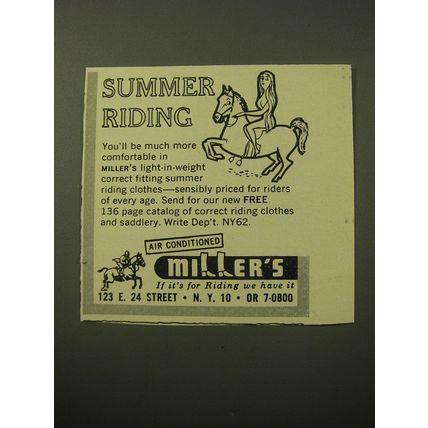 SUMMER
RIDING
You'll be much more
comfortable in
MILLER'S light-in-weight
correct fitting summer
riding clothes—sensibly priced for riders
of every age. Send for our new FREE
136 page catalog of correct riding clothes
and saddlery. Write Dep't. NY62.
AIR CONDITIONED
MILLER'S
If it's for Riding we have it
123 E. 24 STREET • N. Y. 10 • OR 7-0800